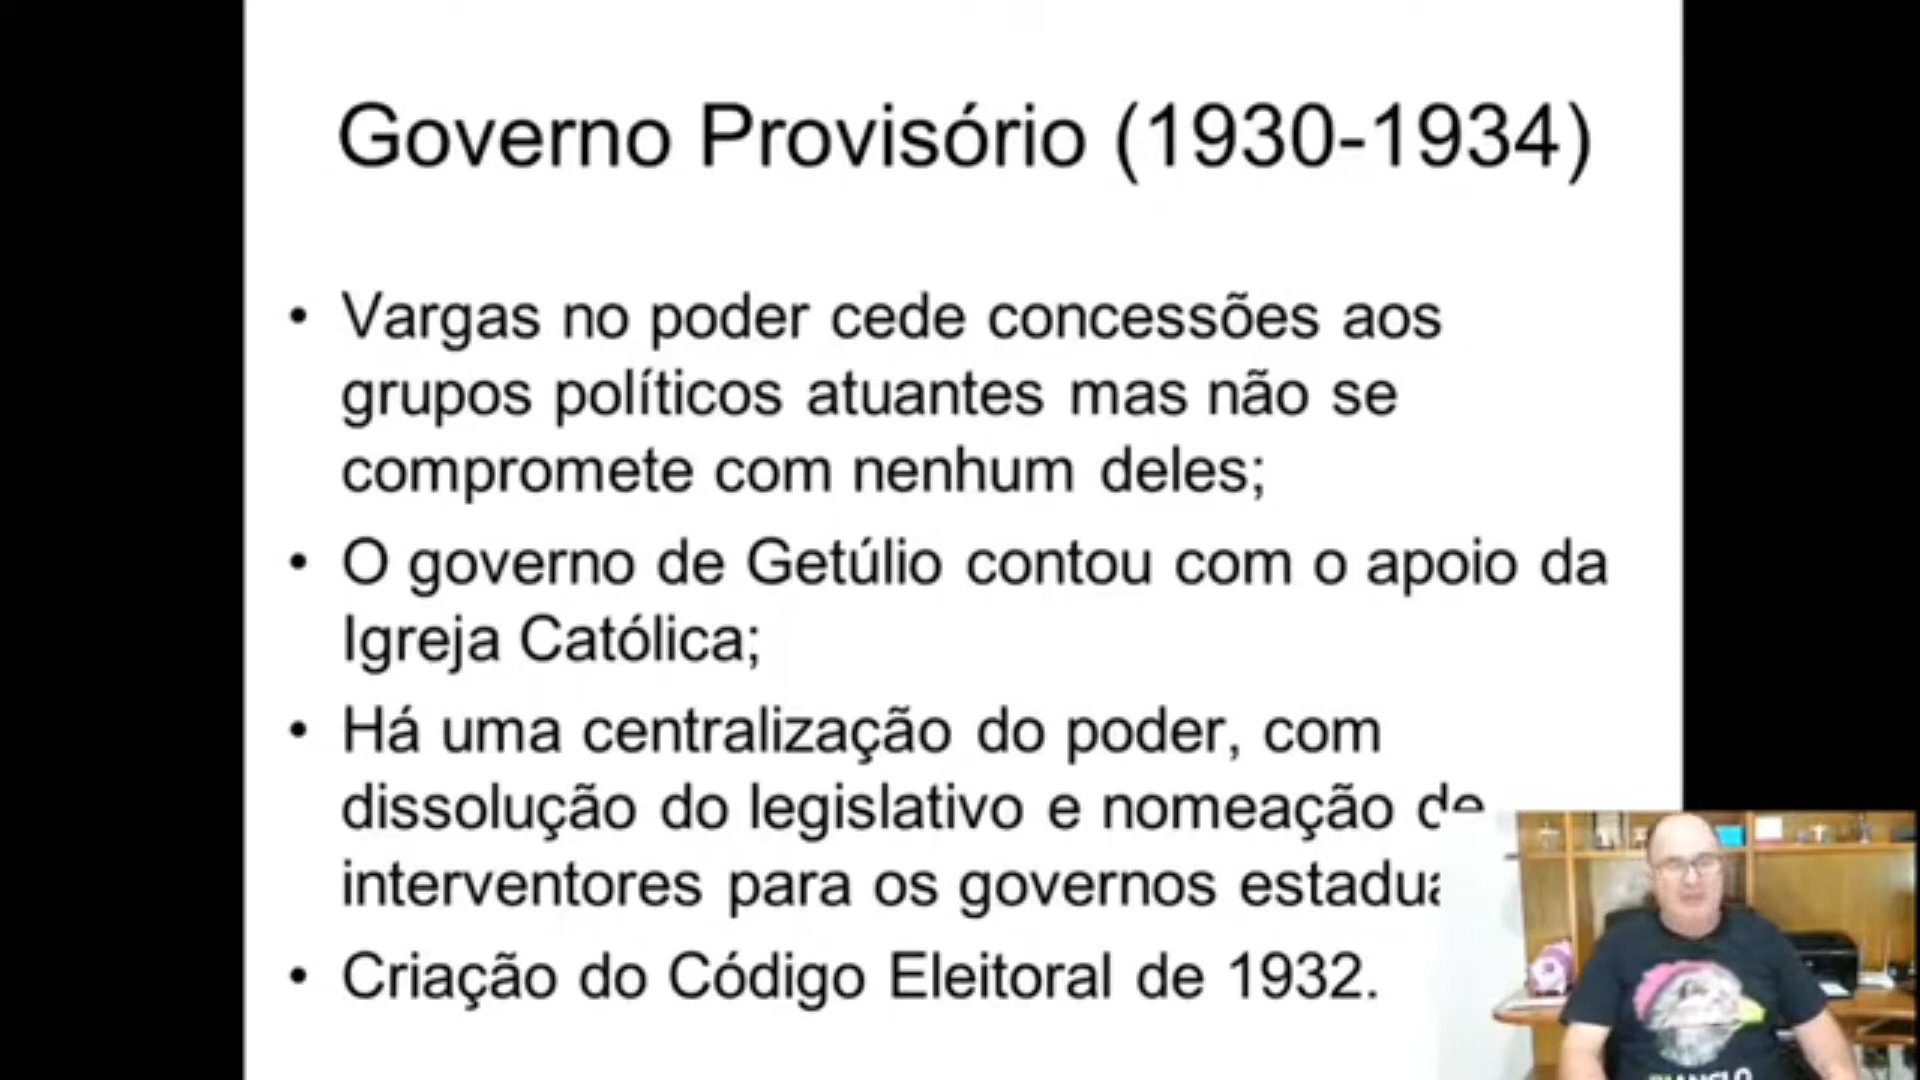 Governo Provisório (1930-1934)
• Vargas no poder cede concessões aos
grupos políticos atuantes mas não se
compromete com nenhum deles;
• O governo de Getúlio contou com o apoio da
Igreja Católica;
• Há uma centralização do poder, com
dissolução do legislativo e nomeação de
interventores para os governos
• Criação do Código Eleitoral de 1932.